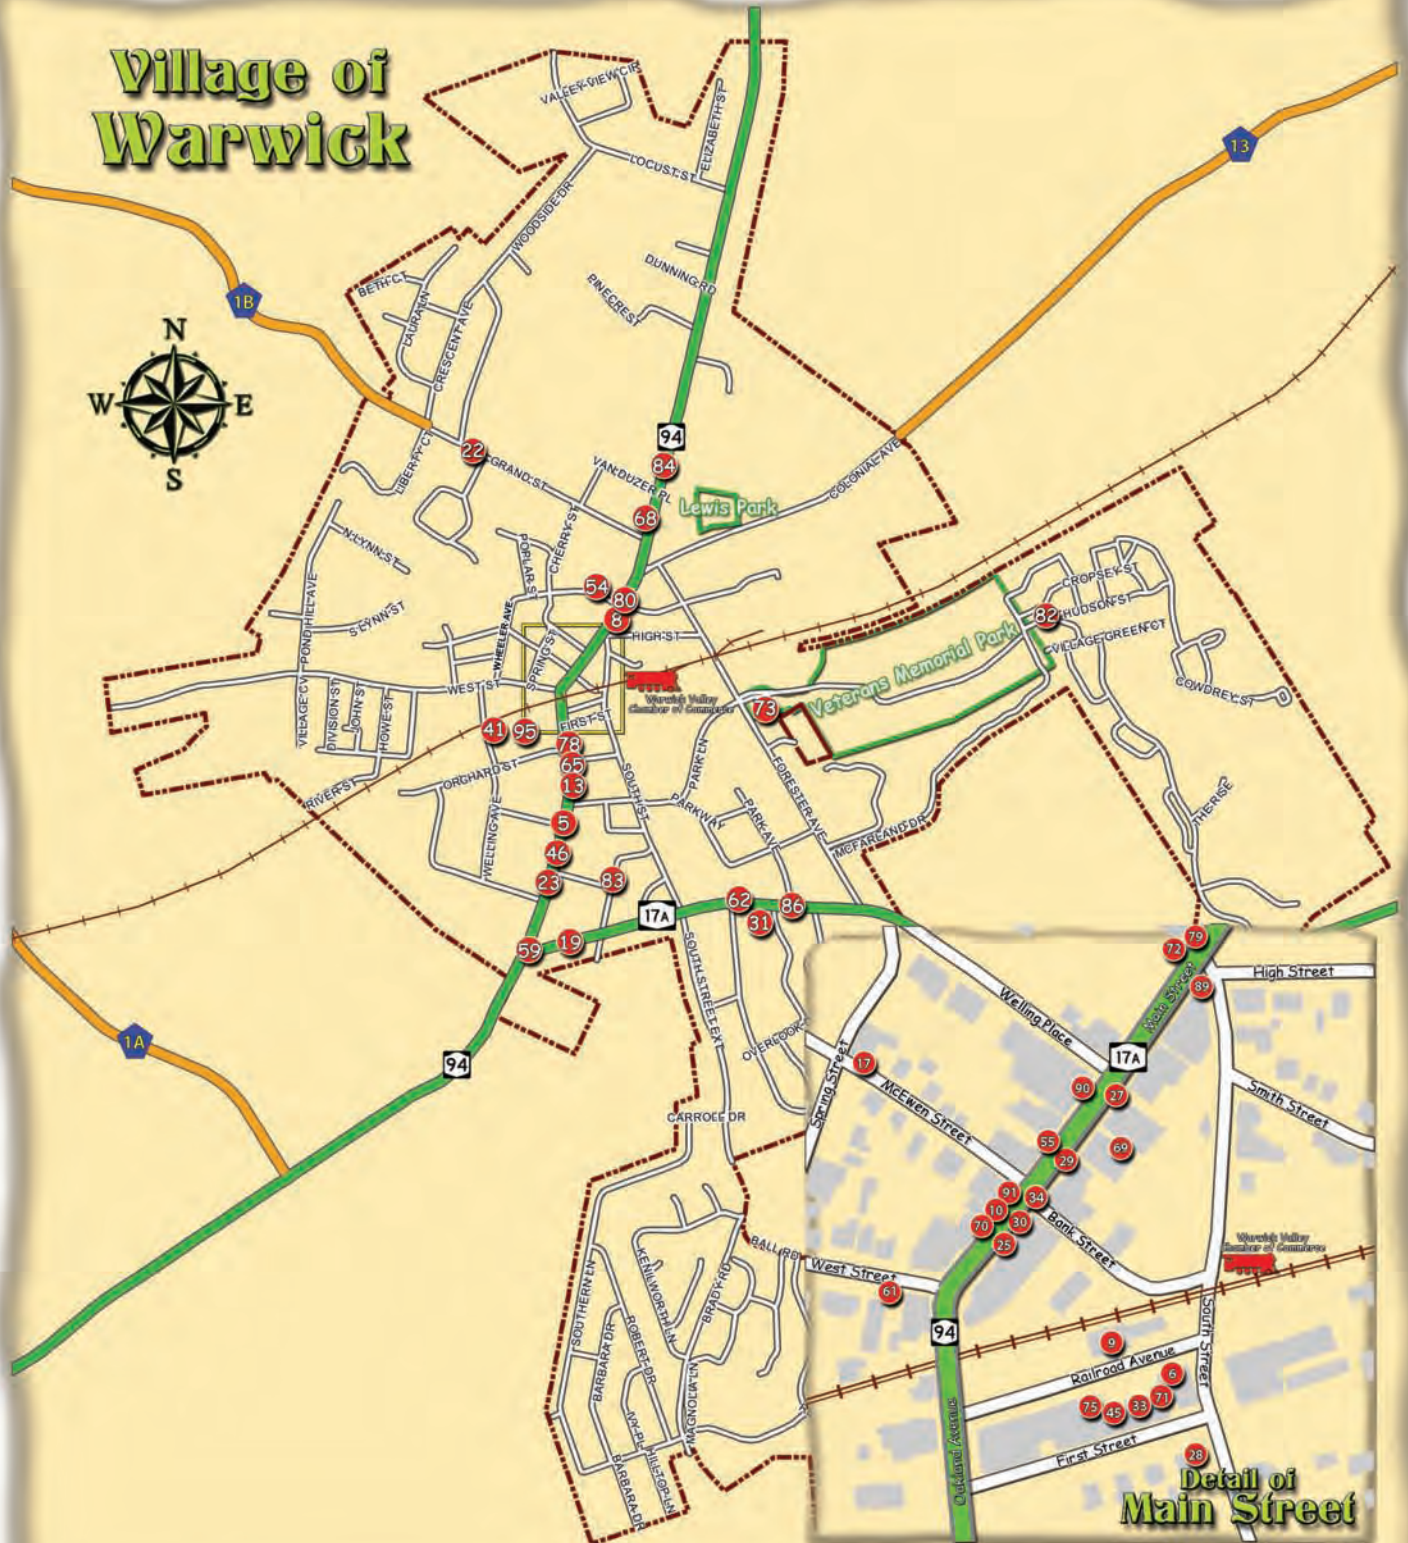 Village of
Warwick
VALLEY VIEW CIR
ELIZABETH ST
LOCUST ST
13
WOODSIDE DR
DUNNING RD
BETH CT
PINECREST
1B
LAURA LN
CRESCENT AVE
N
W
E
S
94
22
LIBERTY CT
GRAND ST
VAN DUZER PL
84
COLONIAL AVE
Lewis Park
68
N LYNN ST
POPLAR ST
CHERRY ST
54
80
8
CROPSEY ST
HUDSON ST
82
VILLAGE GREEN CT
POND HILL AVE
S LYNN ST
WHEELER AVE
SPRING ST
HIGH ST
Veterans Memorial Park
COWDREY ST
WEST ST
Warwick Valley
Chamber of Commerce
73
VILLAGE CV
DIVISION ST
JOHN ST
HOWE ST
41
95
FIRST ST
78
65
13
RIVER ST
ORCHARD ST
SOUTH ST
PARK LN
PARKWAY
PARK AVE
FORESTER AVE
MCFARLAND DR
THE RISE
WELLING AVE
5
46
23
83
62
86
17A
31
59
19
SOUTH STREET EXT
OVERLOOK
1A
94
CARROLL DR
BALL RD
SOUTHERN LN
KENILWORTH LN
BRADY RD
BARBARA DR
ROBERT DR
MAGNOLIA LN
IVY PL
HILLTOP LN
BARBARA DR
79
72
High Street
Main Street
89
Welling Place
17A
17
Spring Street
McEwen Street
90
27
Smith Street
55
69
29
91
34
10
30
70
25
Bank Street
Warwick Valley
Chamber of Commerce
West Street
61
94
South Street
9
Railroad Avenue
6
71
75
45
33
First Street
28
Oakland Avenue
Detail of
Main Street